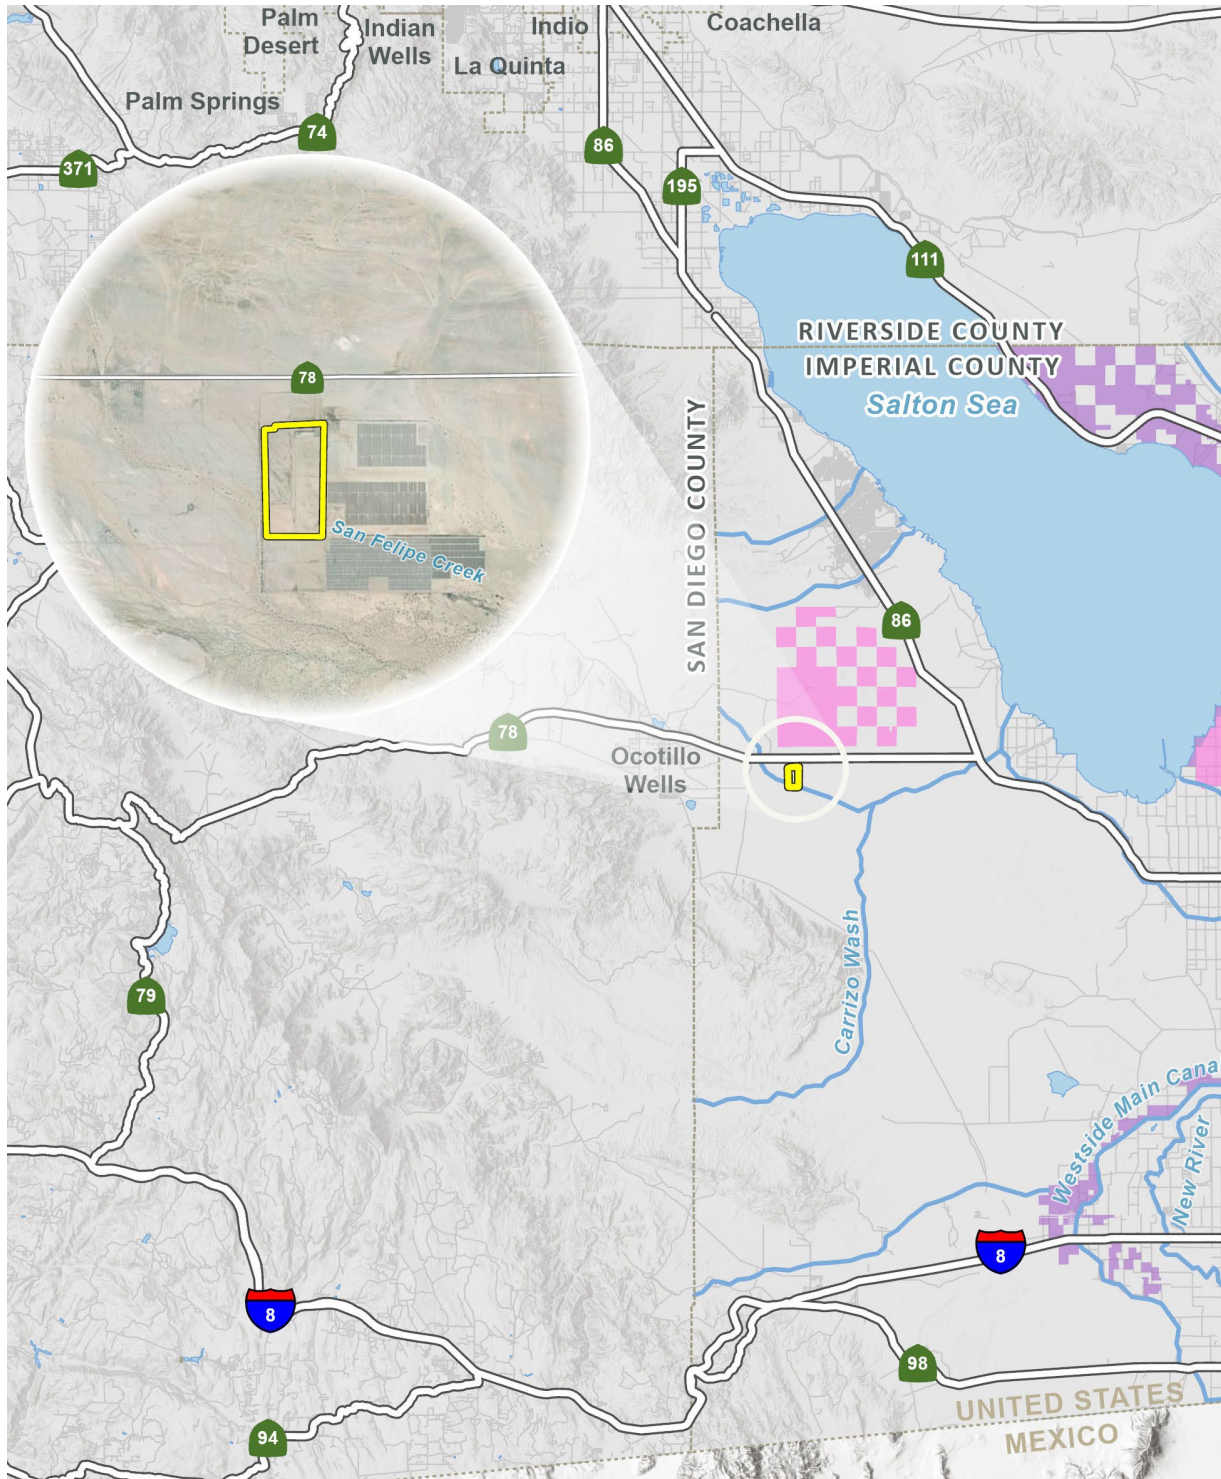 Palm
Desert
Indian
Wells
Indio
Coachella
La Quinta
Palm Springs
74
371
86
195
111
RIVERSIDE COUNTY
IMPERIAL COUNTY
Salton Sea
SAN DIEGO COUNTY
78
San Felipe Creek
86
78
Ocotillo
Wells
Carrizo Wash
79
Westside Main Cana
New River
8
8
98
94
UNITED STATES
MEXICO